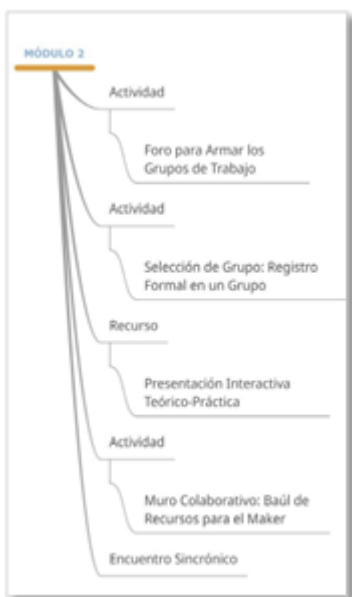 MÓDULO 2
Actividad
Foro para Armar los
Grupos de Trabajo
Actividad
Selección de Grupo: Registro
Formal en un Grupo
Recurso
Presentación Interactiva
Teórico-Práctica
Actividad
Muro Colaborativo: Baúl de
Recursos para el Maker
Encuentro Sincrónico